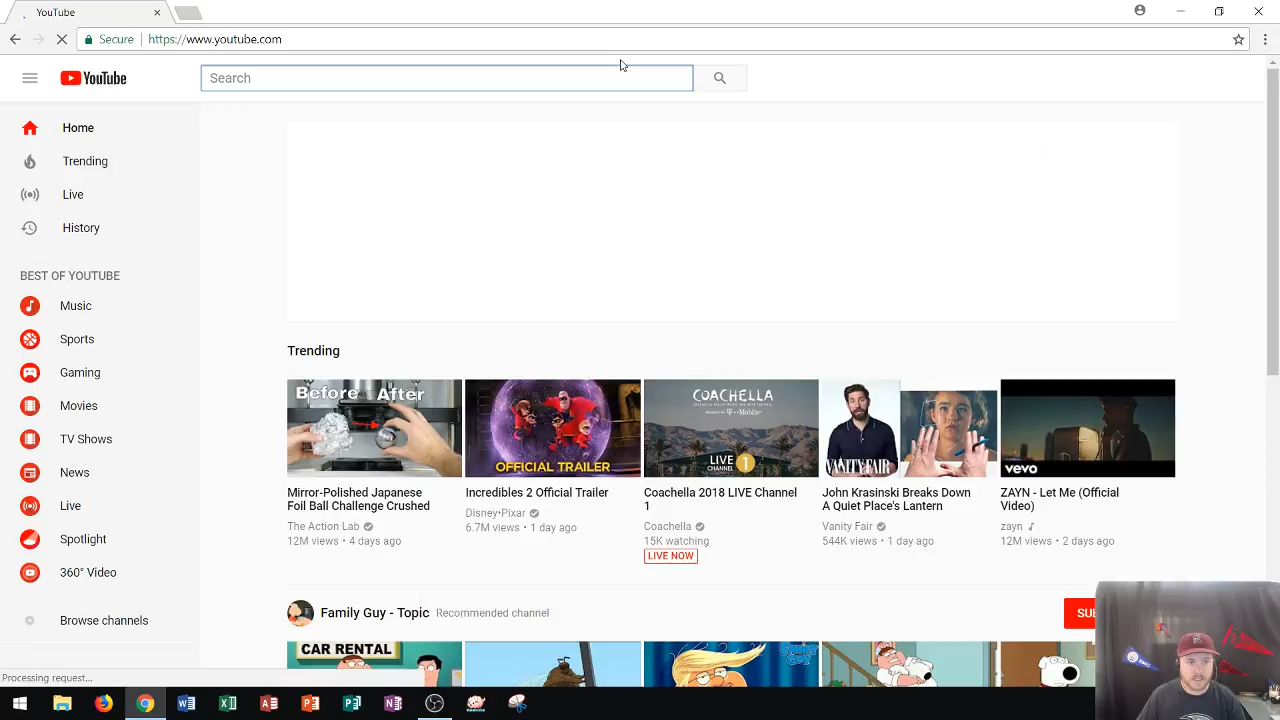 YouTube
Secure https://www.youtube.com
YouTube
Search
Home
Trending
Live
History
BEST OF YOUTUBE
Music
Sports
Gaming
Movies
TV Shows
News
Live
Spotlight
360° Video
Browse channels
Trending
Before After
OFFICIAL TRAILER
COACHELLA
LIVE CHANNEL 1
VANITY FAIR
vevo
Mirror-Polished Japanese
Foil Ball Challenge Crushed
The Action Lab
12M views • 4 days ago
Incredibles 2 Official Trailer
Disney•Pixar
6.7M views • 1 day ago
Coachella 2018 LIVE Channel
1
Coachella
15K watching
LIVE NOW
John Krasinski Breaks Down
A Quiet Place's Lantern
Vanity Fair
544K views • 1 day ago
ZAYN - Let Me (Official
Video)
zayn
12M views • 2 days ago
Family Guy - Topic Recommended channel
CAR RENTAL
Processing request...